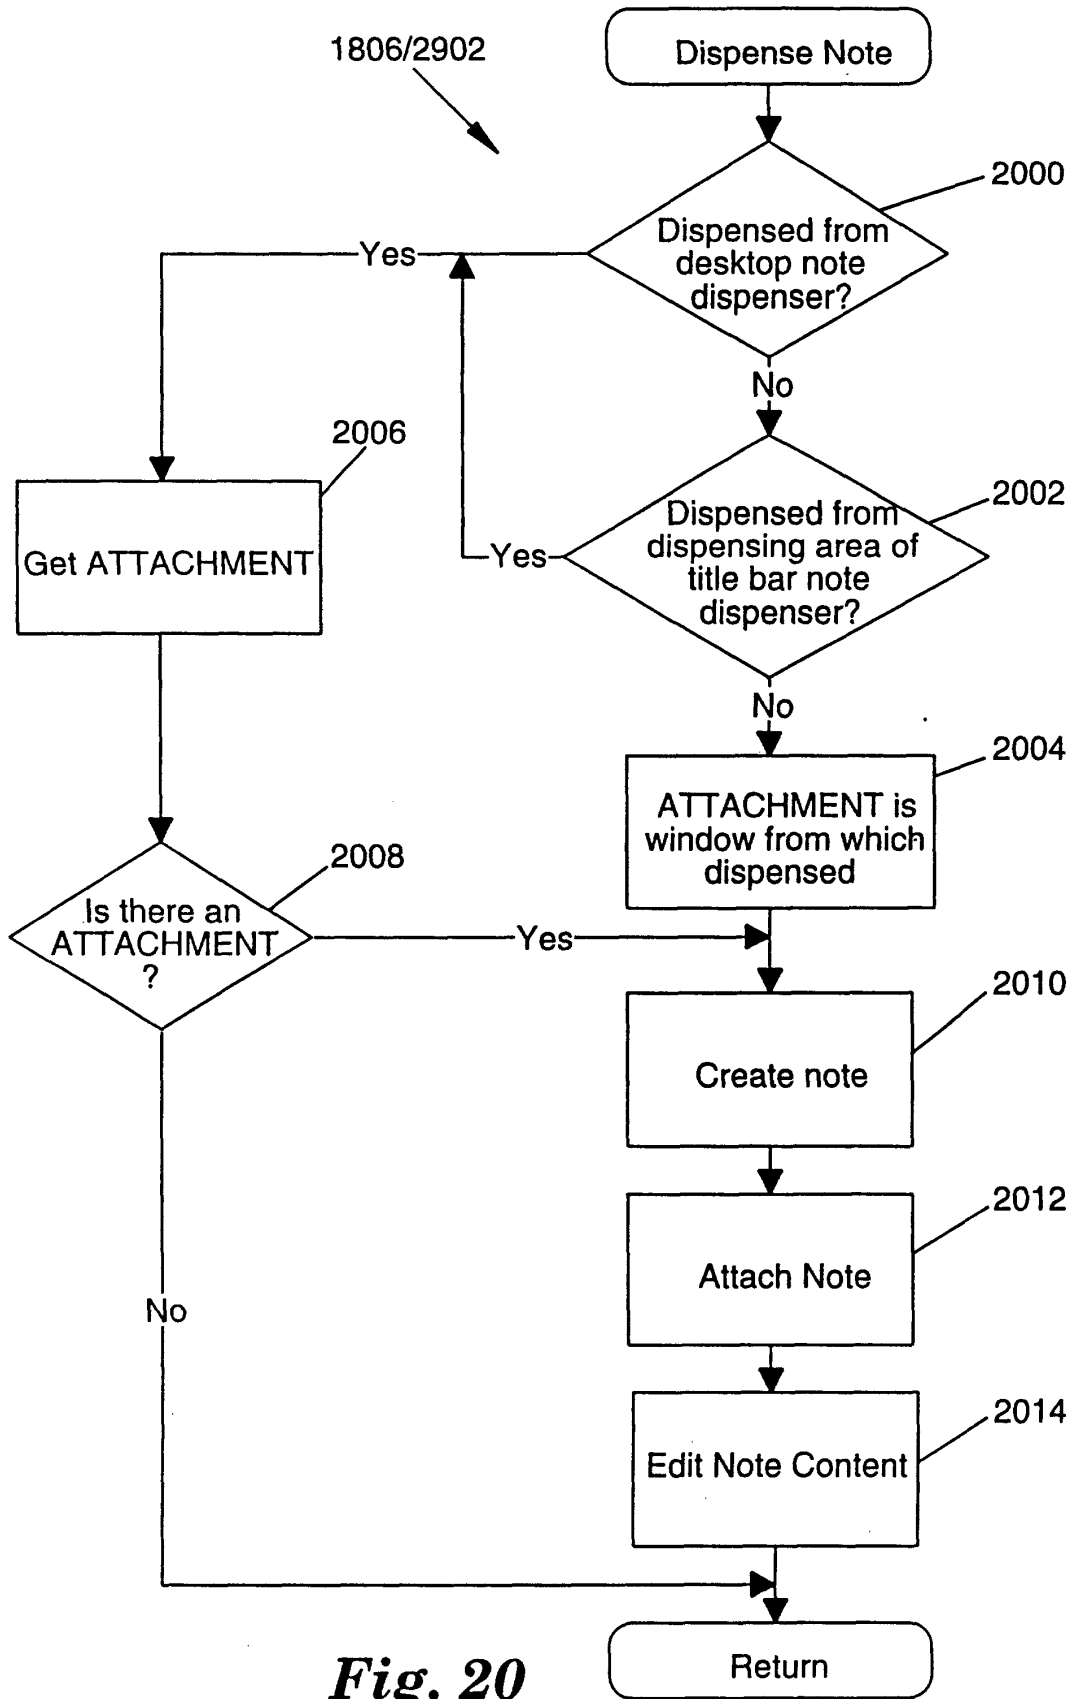 1806/2902
Dispense Note
2000
Dispensed from
desktop note
dispenser?
Yes
No
2006
Get ATTACHMENT
2002
Dispensed from
dispensing area of
title bar note
dispenser?
Yes
No
2004
ATTACHMENT is
window from which
dispensed
2008
Is there an
ATTACHMENT
?
Yes
2010
Create note
2012
Attach Note
No
2014
Edit Note Content
Return
Fig. 20